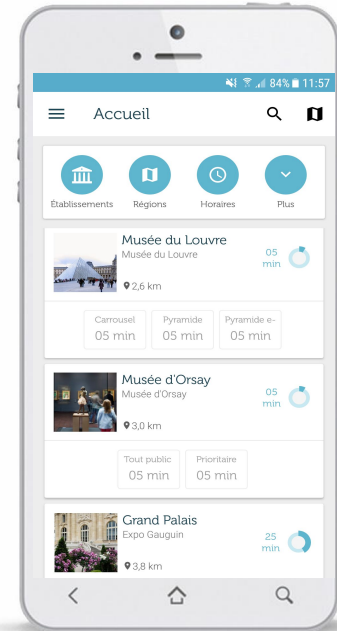 84% 11:57
Accueil
Établissements Régions Horaires Plus
Musée du Louvre
Musée du Louvre
05
min
2,6 km
Carrousel Pyramide Pyramide e-
05 min 05 min 05 min
Musée d'Orsay
Musée d'Orsay
05
min
3,0 km
Tout public Prioritaire
05 min 05 min
Grand Palais
Expo Gauguin
25
min
3,8 km